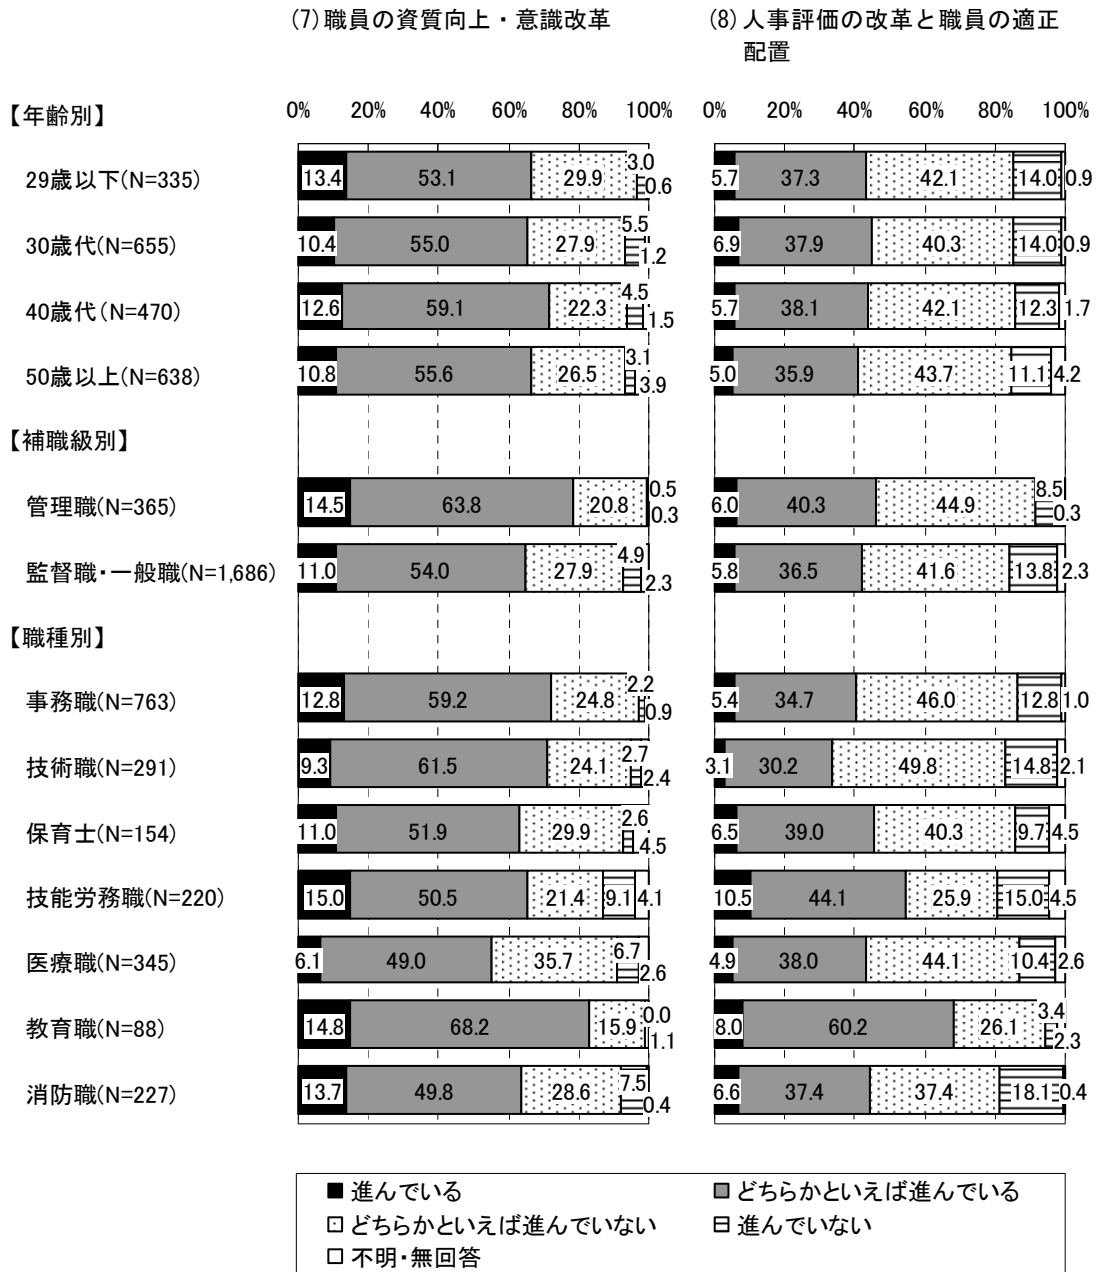 (7)職員の資質向上・意識改革
(8)人事評価の改革と職員の適正
配置
【年齢別】
0% 20% 40% 60% 80% 100% 0% 20% 40% 60% 80% 100%
29歳以下(N=335) 13.4 53.1 29.9 3.0 0.6 5.7 37.3 42.1 14.0 0.9
30歳代(N=655) 10.4 55.0 27.9 5.5 1.2 6.9 37.9 40.3 14.0 0.9
40歳代(N=470) 12.6 59.1 22.3 4.5 1.5 5.7 38.1 42.1 12.3 1.7
50歳以上(N=638) 10.8 55.6 26.5 3.1 3.9 5.0 35.9 43.7 11.1 4.2
【補職級別】
管理職(N=365) 14.5 63.8 20.8 0.5 0.3 6.0 40.3 44.9 8.5 0.3
監督職・一般職(N=1,686) 11.0 54.0 27.9 4.9 2.3 5.8 36.5 41.6 13.8 2.3
【職種別】
事務職(N=763) 12.8 59.2 24.8 2.2 0.9 5.4 34.7 46.0 12.8 1.0
技術職(N=291) 9.3 61.5 24.1 2.7 2.4 3.1 30.2 49.8 14.8 2.1
保育士(N=154) 11.0 51.9 29.9 2.6 4.5 6.5 39.0 40.3 9.7 4.5
技能労務職(N=220) 15.0 50.5 21.4 9.1 4.1 10.5 44.1 25.9 15.0 4.5
医療職(N=345) 6.1 49.0 35.7 6.7 2.6 4.9 38.0 44.1 10.4 2.6
教育職(N=88) 14.8 68.2 15.9 0.0 1.1 8.0 60.2 26.1 3.4 2.3
消防職(N=227) 13.7 49.8 28.6 7.5 0.4 6.6 37.4 37.4 18.1 0.4
進んでいる どちらかといえば進んでいる
どちらかといえば進んでいない 進んでいない
不明・無回答